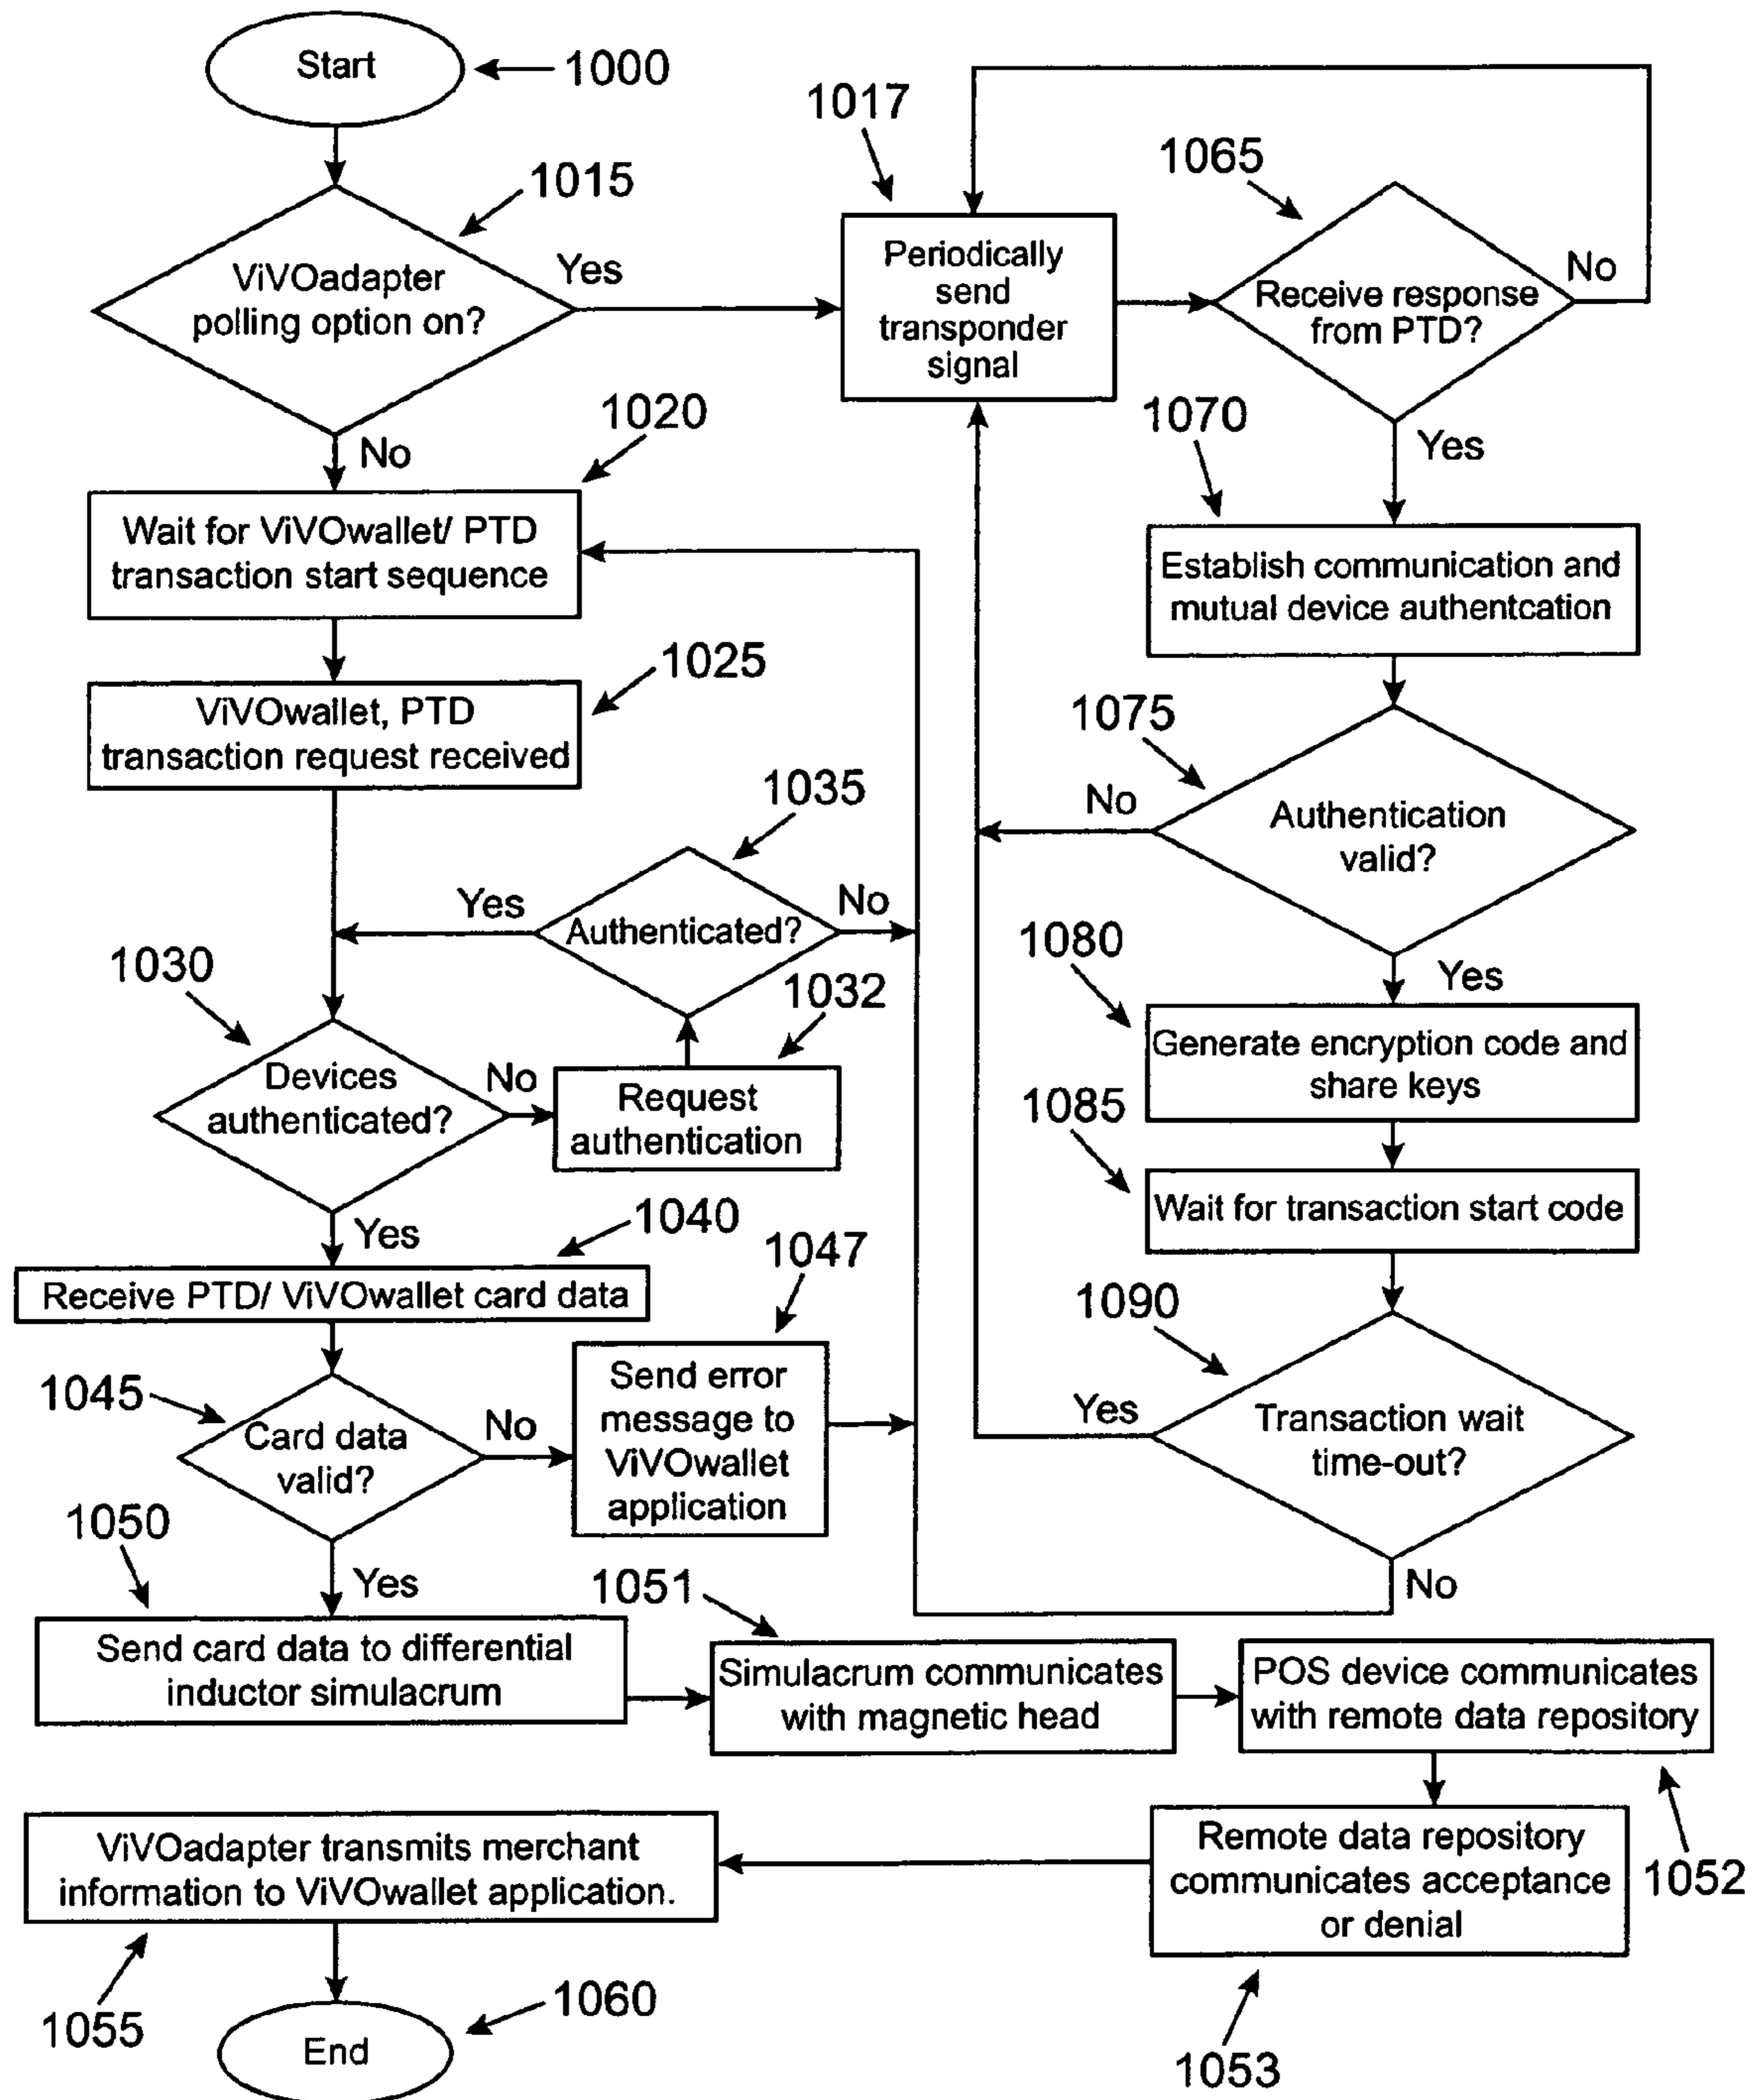 Start
1000
1015
ViVOadapter
polling option on?
Yes
No
1017
Periodically
send
transponder
signal
1065
Receive response
from PTD?
No
Yes
1020
Wait for ViVOwallet/ PTD
transaction start sequence
1025
ViVOwallet, PTD
transaction request received
1070
Establish communication and
mutual device authentcation
1075
Authentication
valid?
No
Yes
1035
Authenticated?
Yes
No
1030
Devices
authenticated?
No
Yes
1032
Request
authentication
1080
Generate encryption code and
share keys
1085
Wait for transaction start code
1040
Receive PTD/ ViVOwallet card data
1045
Card data
valid?
No
Yes
1047
Send error
message to
ViVOwallet
application
1090
Transaction wait
time-out?
Yes
No
1050
Send card data to differential
inductor simulacrum
1051
Simulacrum communicates
with magnetic head
POS device communicates
with remote data repository
1052
Remote data repository
communicates acceptance
or denial
1053
ViVOadapter transmits merchant
information to ViVOwallet application.
1055
End
1060